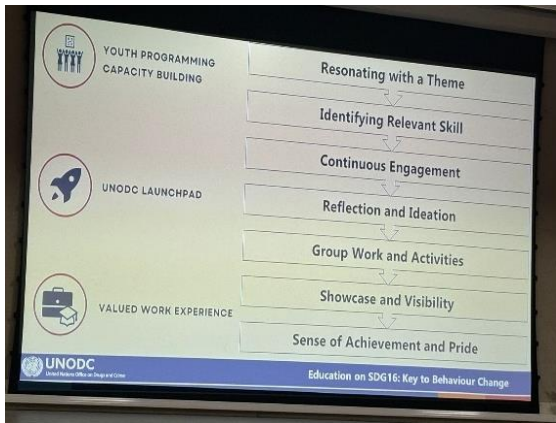 YOUTH PROGRAMMING
CAPACITY BUILDING
UNODC LAUNCHPAD
VALUED WORK EXPERIENCE
Resonating with a Theme
Identifying Relevant Skill
Continuous Engagement
Reflection and Ideation
Group Work and Activities
Showcase and Visibility
Sense of Achievement and Pride
UNODC
United Nations Office on Drugs and Crime
Education on SDG16: Key to Behaviour Change